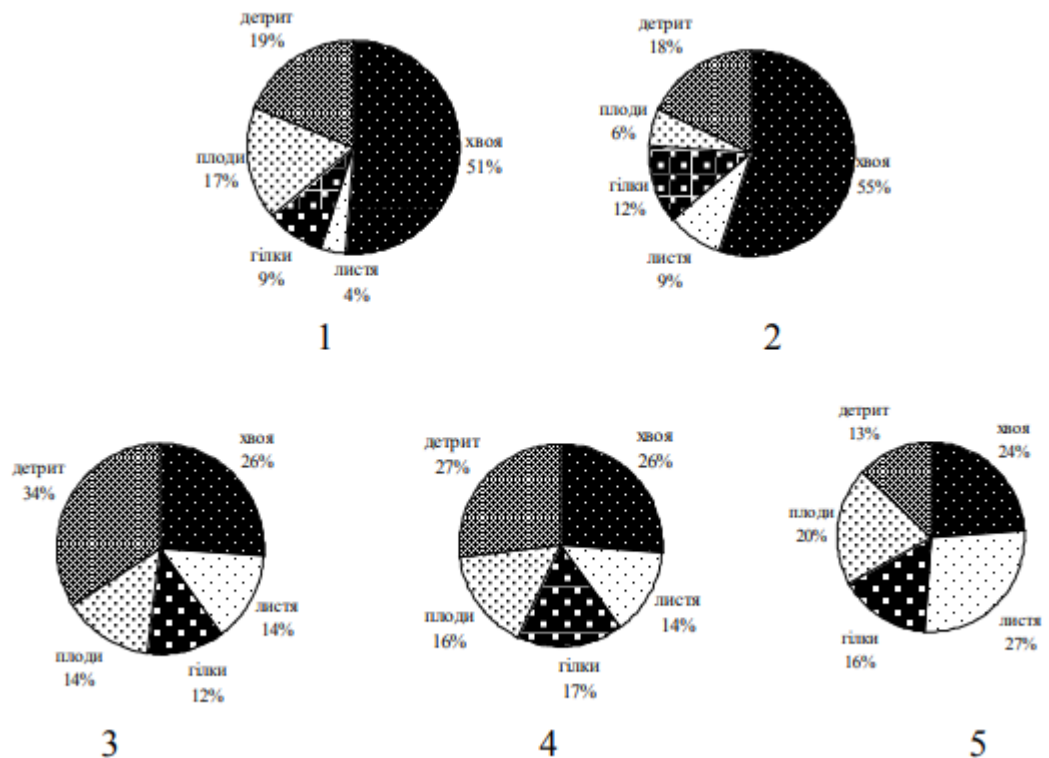 детрит
19%
хвоя
51%
плоди
17%
гілки
9%
листя
4%
1
детрит
18%
плоди
6%
хвоя
55%
гілки
12%
листя
9%
2
детрит
34%
хвоя
26%
листя
14%
плоди
14%
гілки
12%
3
детрит
27%
хвоя
26%
листя
14%
плоди
16%
гілки
17%
4
детрит
13%
хвоя
24%
плоди
20%
листя
27%
гілки
16%
5